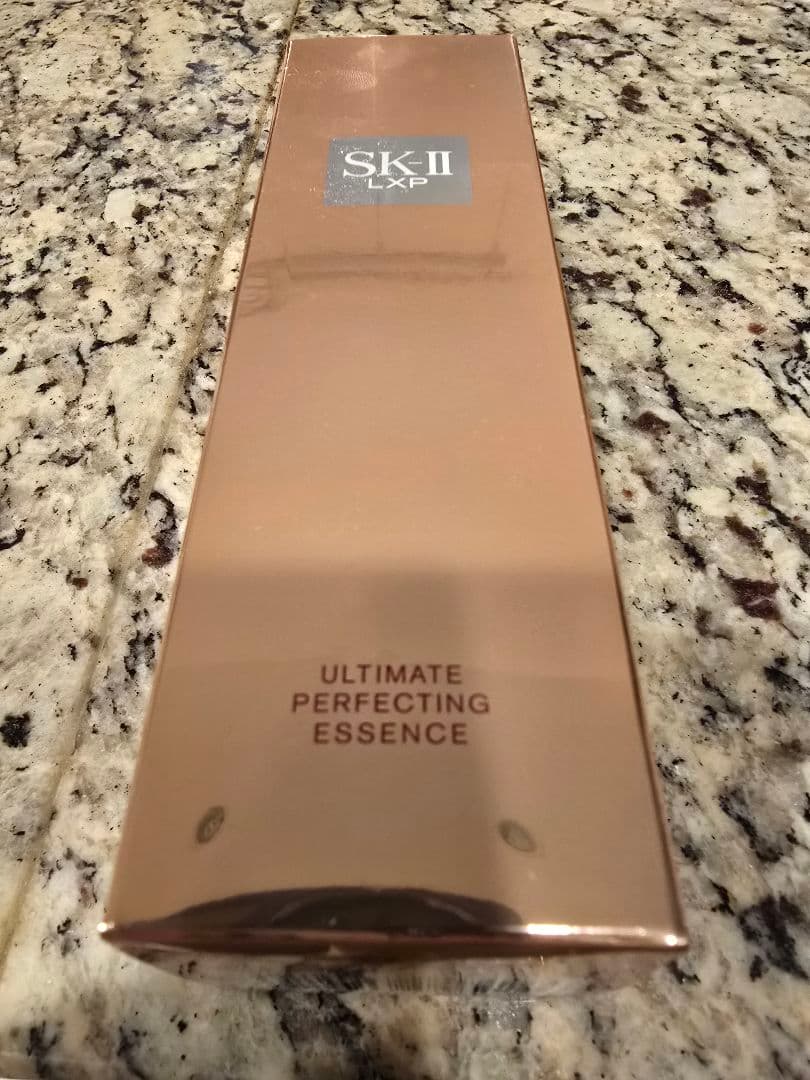 SK-II
LXP
ULTIMATE
PERFECTING
ESSENCE